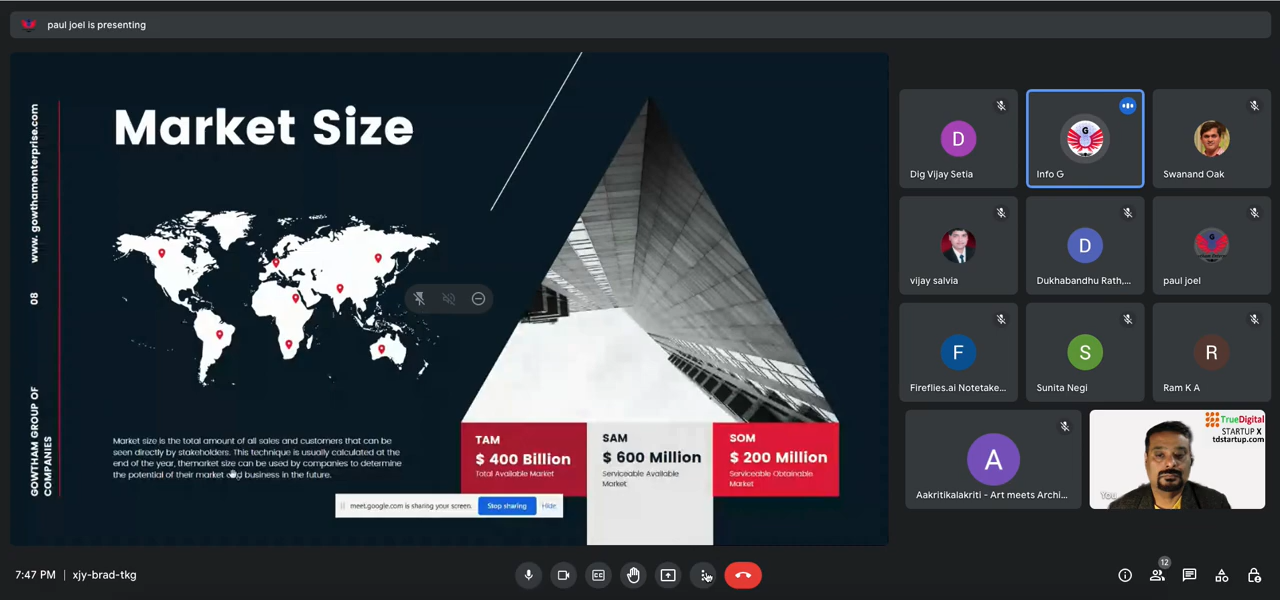 paul joel is presenting
www. gowthamenterprise.com
08
GOWTHAM GROUP OF
COMPANIES
Market Size
Market size is the total amount of all sales and customers that can be
seen directly by stakeholders. This technique is usually calculated at the
end of the year, themarket size can be used by companies to determine
the potential of their market and business in the future.
TAM
$ 400 Billion
Total Available Market
SAM
$ 600 Million
Serviceable Available
Market
SOM
$ 200 Million
Serviceable Obtainable
Market
meet.google.com is sharing your screen.
Stop sharing
Hide
D
Dig Vijay Setia
G
Info G
Swanand Oak
vijay salvia
D
Dukhabandhu Rath,...
G
paul joel
F
Fireflies.ai Notetake...
S
Sunita Negi
R
Ram K A
A
Aakritikalakriti - Art meets Archi...
TrueDigital
STARTUP X
tdstartup.com
You
7:47 PM | xjy-brad-tkg
12